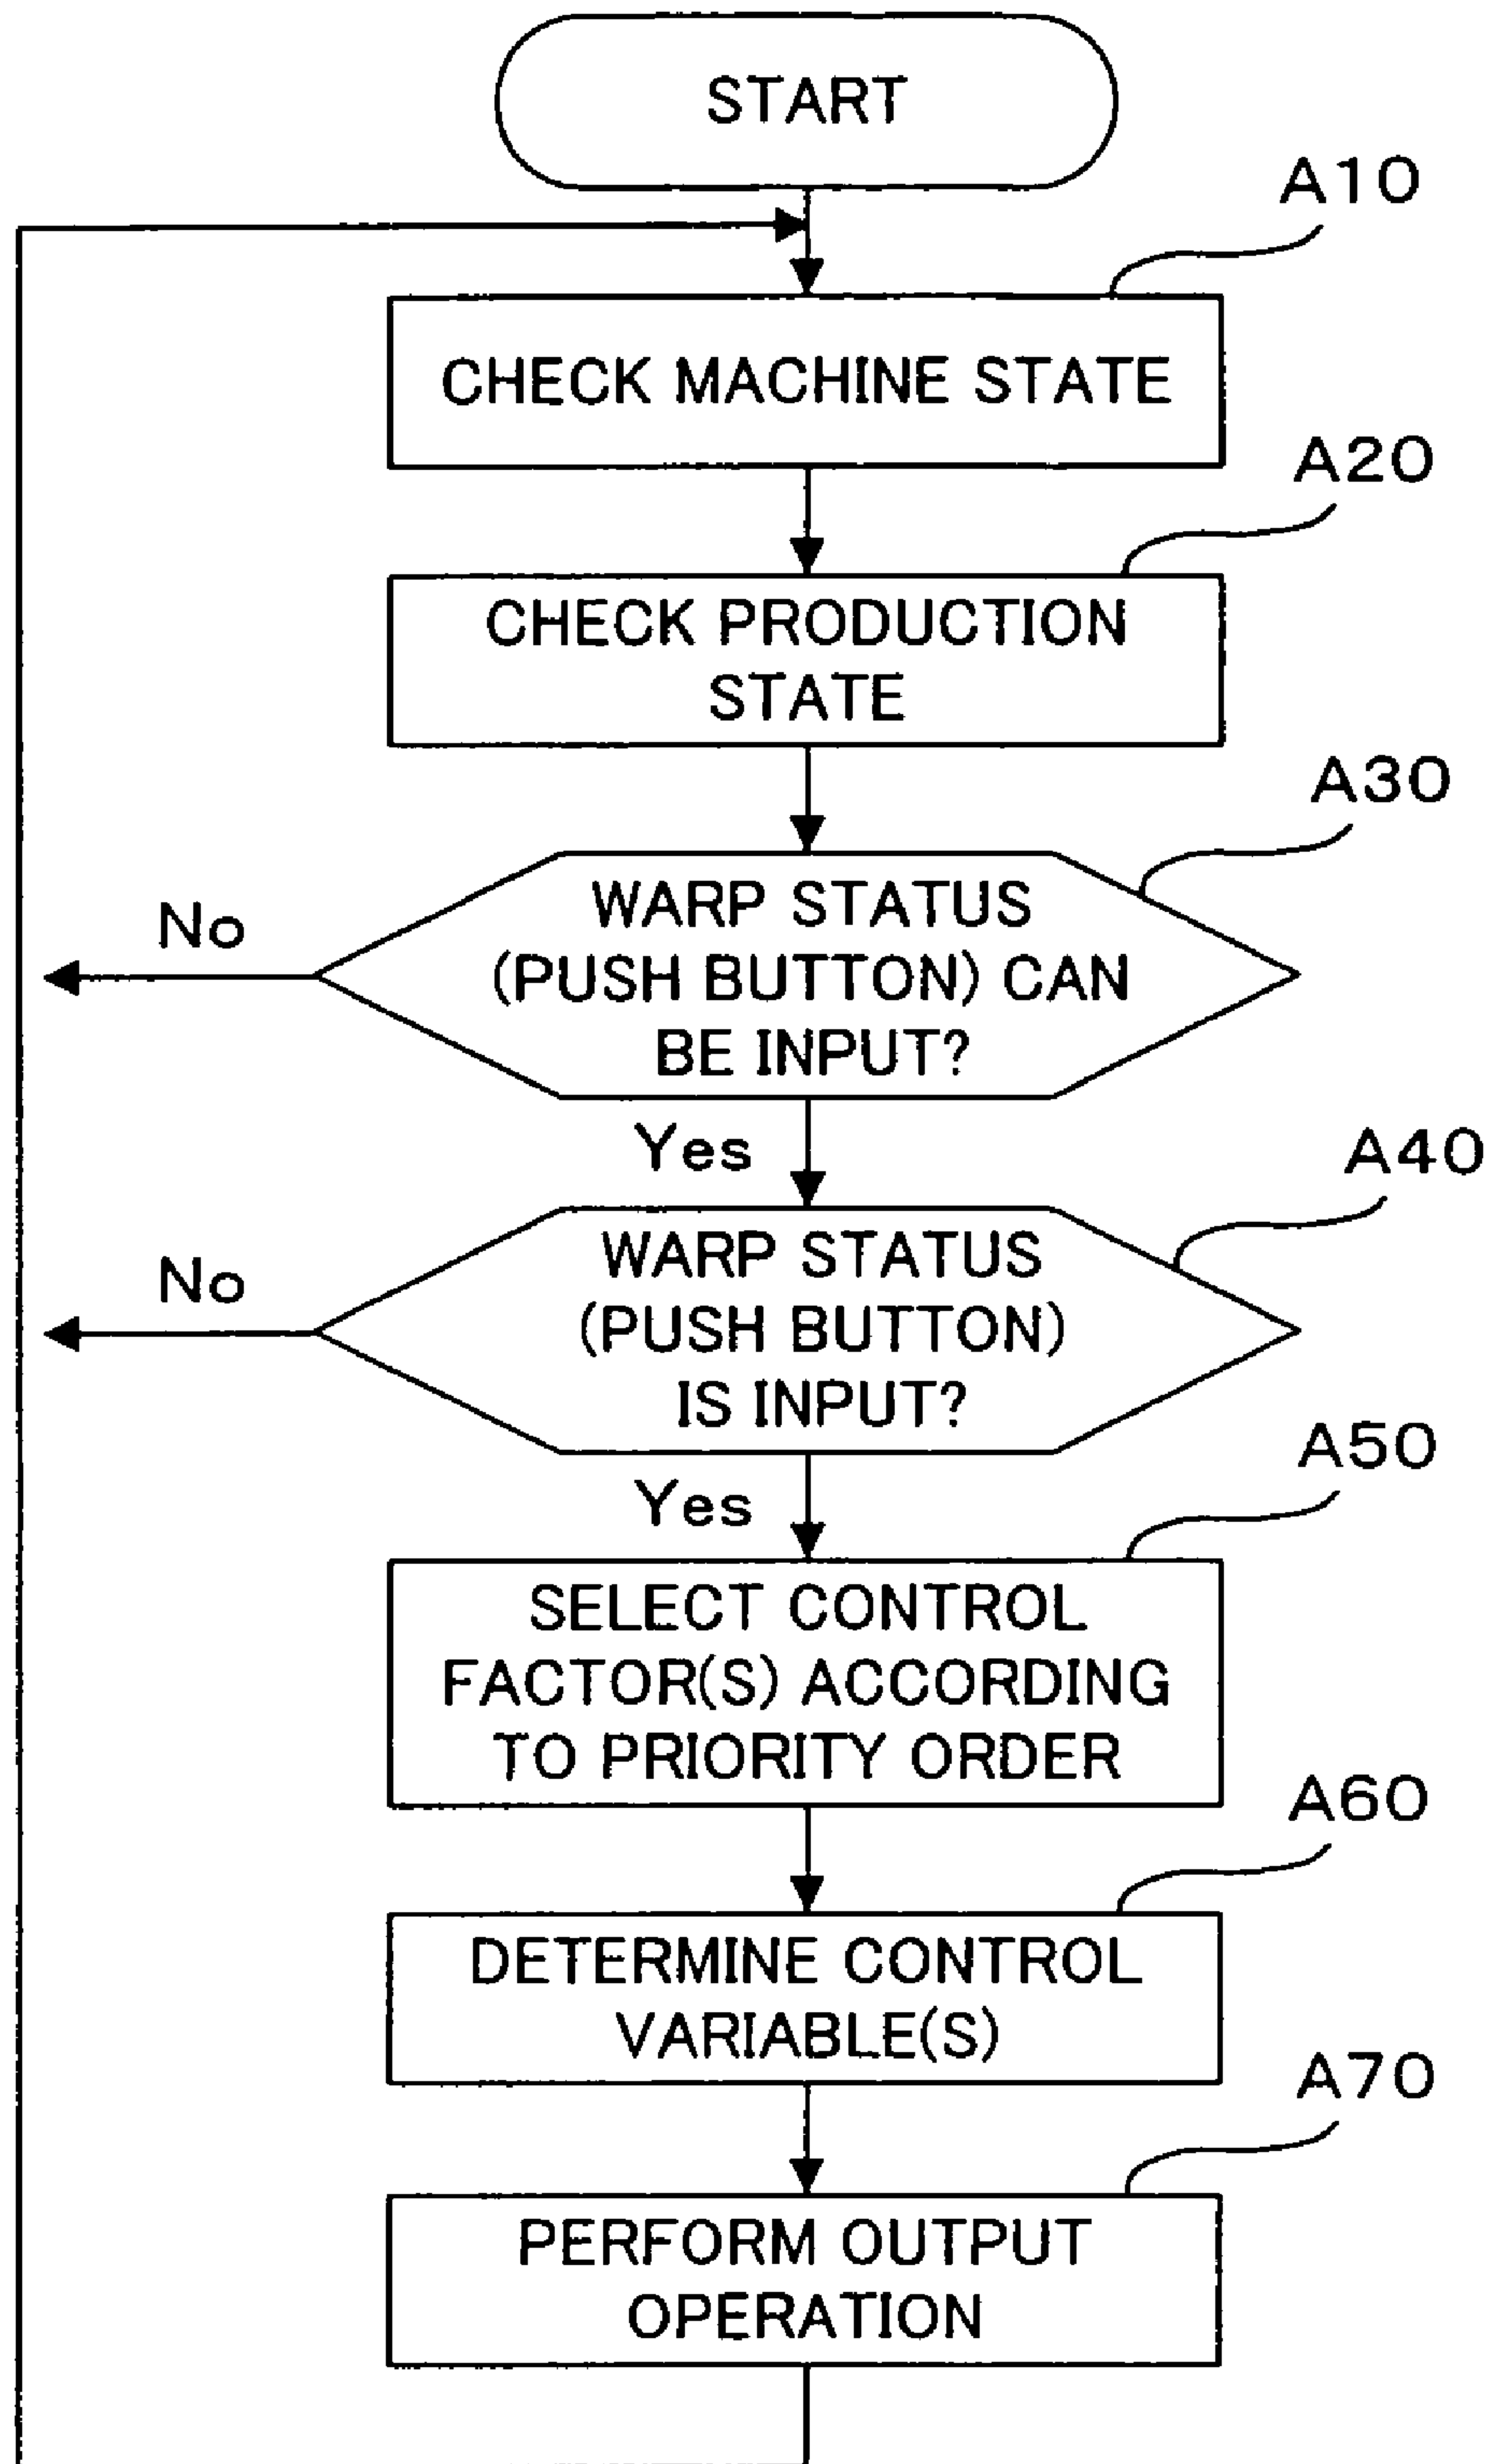 START
A10
CHECK MACHINE STATE
A20
CHECK PRODUCTION
STATE
A30
WARP STATUS
(PUSH BUTTON) CAN
BE INPUT?
No
Yes
A40
WARP STATUS
(PUSH BUTTON)
IS INPUT?
No
Yes
A50
SELECT CONTROL
FACTOR(S) ACCORDING
TO PRIORITY ORDER
A60
DETERMINE CONTROL
VARIABLE(S)
A70
PERFORM OUTPUT
OPERATION